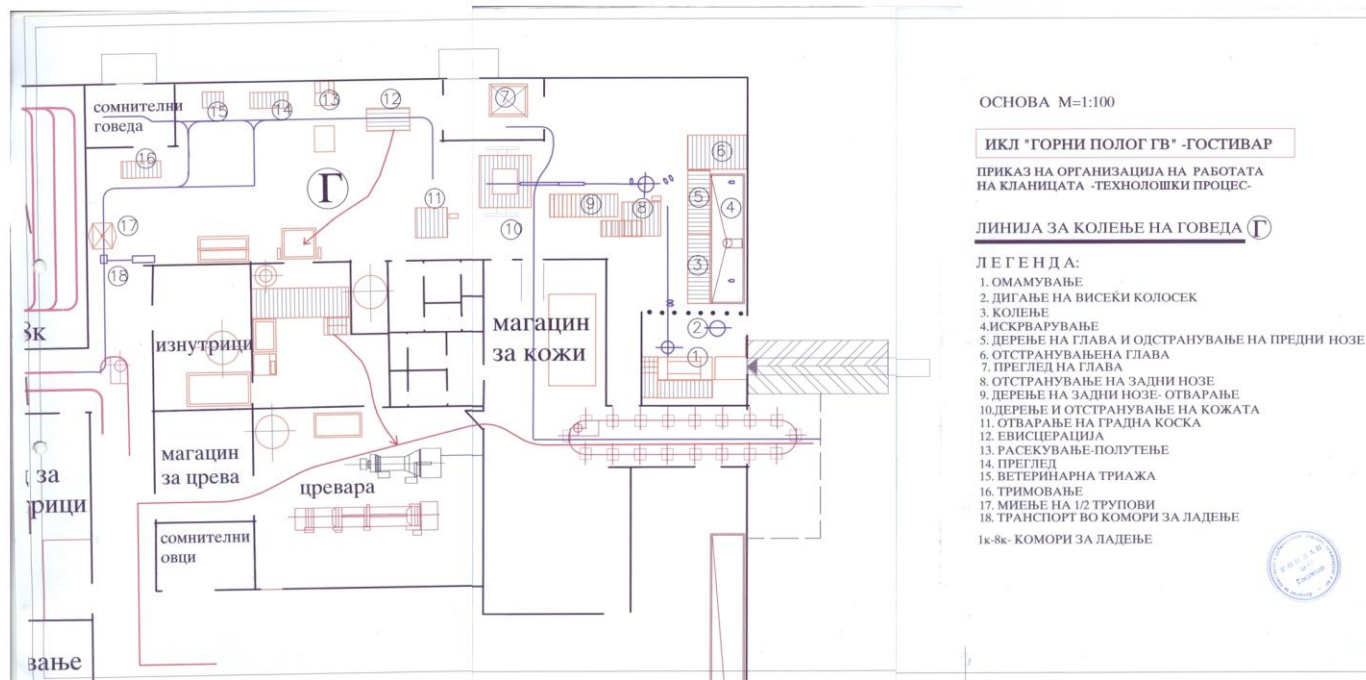 сомнителни
говеда
15
14
13
12
7
16
Г
11
10
9
8
6
5
4
3
17
18
2
1
8к
изнутрици
магацин
за кожи
магацин
за црева
црeвара
за
рици
сомнителни
овци
вање
ОСНОВА М=1:100
ИКЛ "ГОРНИ ПОЛОГ ГВ" -ГОСТИВАР
ПРИКАЗ НА ОРГАНИЗАЦИЈА НА РАБОТАТА
НА КЛАНИЦАТА -ТЕХНОЛОШКИ ПРОЦЕС-
ЛИНИЈА ЗА КОЛЕЊЕ НА ГОВЕДА Г
Л Е Г Е Н Д А:
1. ОМАМУВАЊЕ
2. ДИГАЊЕ НА ВИСЕЌИ КОЛОСЕК
3. КОЛЕЊЕ
4.ИСКРВАРУВАЊЕ
5. ДЕРЕЊЕ НА ГЛАВА И ОДСТРАНУВАЊЕ НА ПРЕДНИ НОЗЕ
6. ОТСТРАНУВАЊЕНА ГЛАВА
7. ПРЕГЛЕД НА ГЛАВА
8. ОТСТРАНУВАЊЕ НА ЗАДНИ НОЗЕ
9. ДЕРЕЊЕ НА ЗАДНИ НОЗЕ- ОТВАРАЊЕ
10.ДЕРЕЊЕ И ОТСТРАНУВАЊЕ НА КОЖАТА
11. ОТВАРАЊЕ НА ГРАДНА КОСКА
12. ЕВИСЦЕРАЦИЈА
13. РАСЕКУВАЊЕ-ПОЛУТЕЊЕ
14. ПРЕГЛЕД
15. ВЕТЕРИНАРНА ТРИАЖА
16. ТРИМОВАЊЕ
17. МИЕЊЕ НА 1/2 ТРУПОВИ
18. ТРАНСПОРТ ВО КОМОРИ ЗА ЛАДЕЊЕ
1к-8к- КОМОРИ ЗА ЛАДЕЊЕ